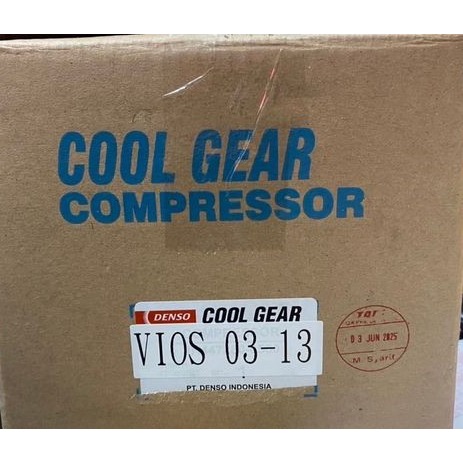 COOL GEAR
COMPRESSOR
DENSO COOL GEAR
VIOS 03-13
PT. DENSO INDONESIA
03 JUN 2025